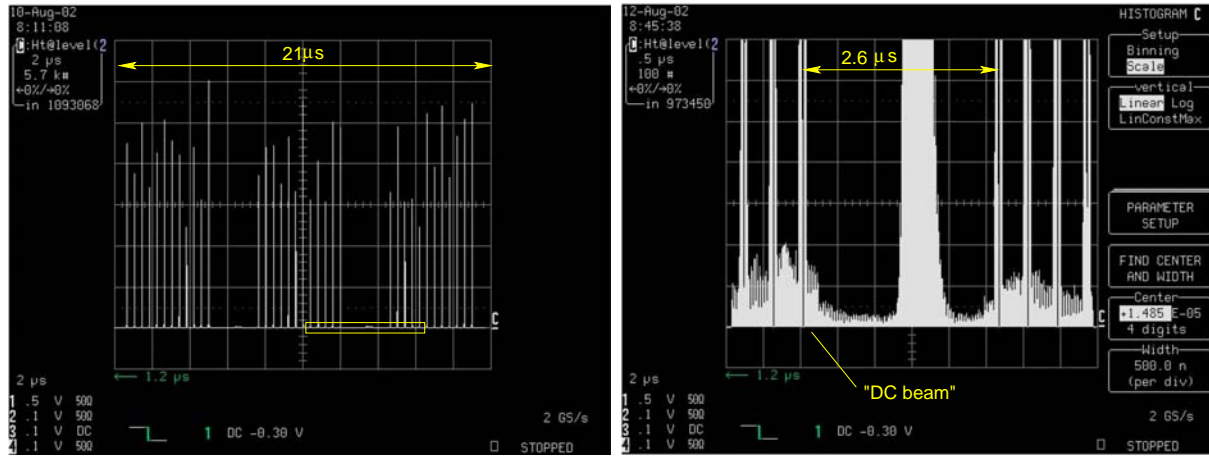 10-Aug-02
8:11:08
C:Ht@level(2
2 µs
5.7 k#
←0%/→0%
in 1093068
21µs
C
← 1.2 µs
2 µs
1 .5 V 50Ω
2 .1 V 50Ω
3 .1 V DC
4 .1 V 50Ω
1 DC -0.30 V
2 GS/s
STOPPED
12-Aug-02
8:45:38
C:Ht@level(2
.5 µs
100 #
←0%/→0%
in 973450
2.6 µs
C
← 1.2 µs
"DC beam"
2 µs
1 .5 V 50Ω
2 .1 V 50Ω
3 .1 V DC
4 .1 V 50Ω
1 DC -0.30 V
2 GS/s
STOPPED
HISTOGRAM C
Setup
Binning
Scale
vertical
Linear Log
LinConstMax
PARAMETER
SETUP
FIND CENTER
AND WIDTH
Center
+1.485 E-05
4 digits
Width
500.0 n
(per div)